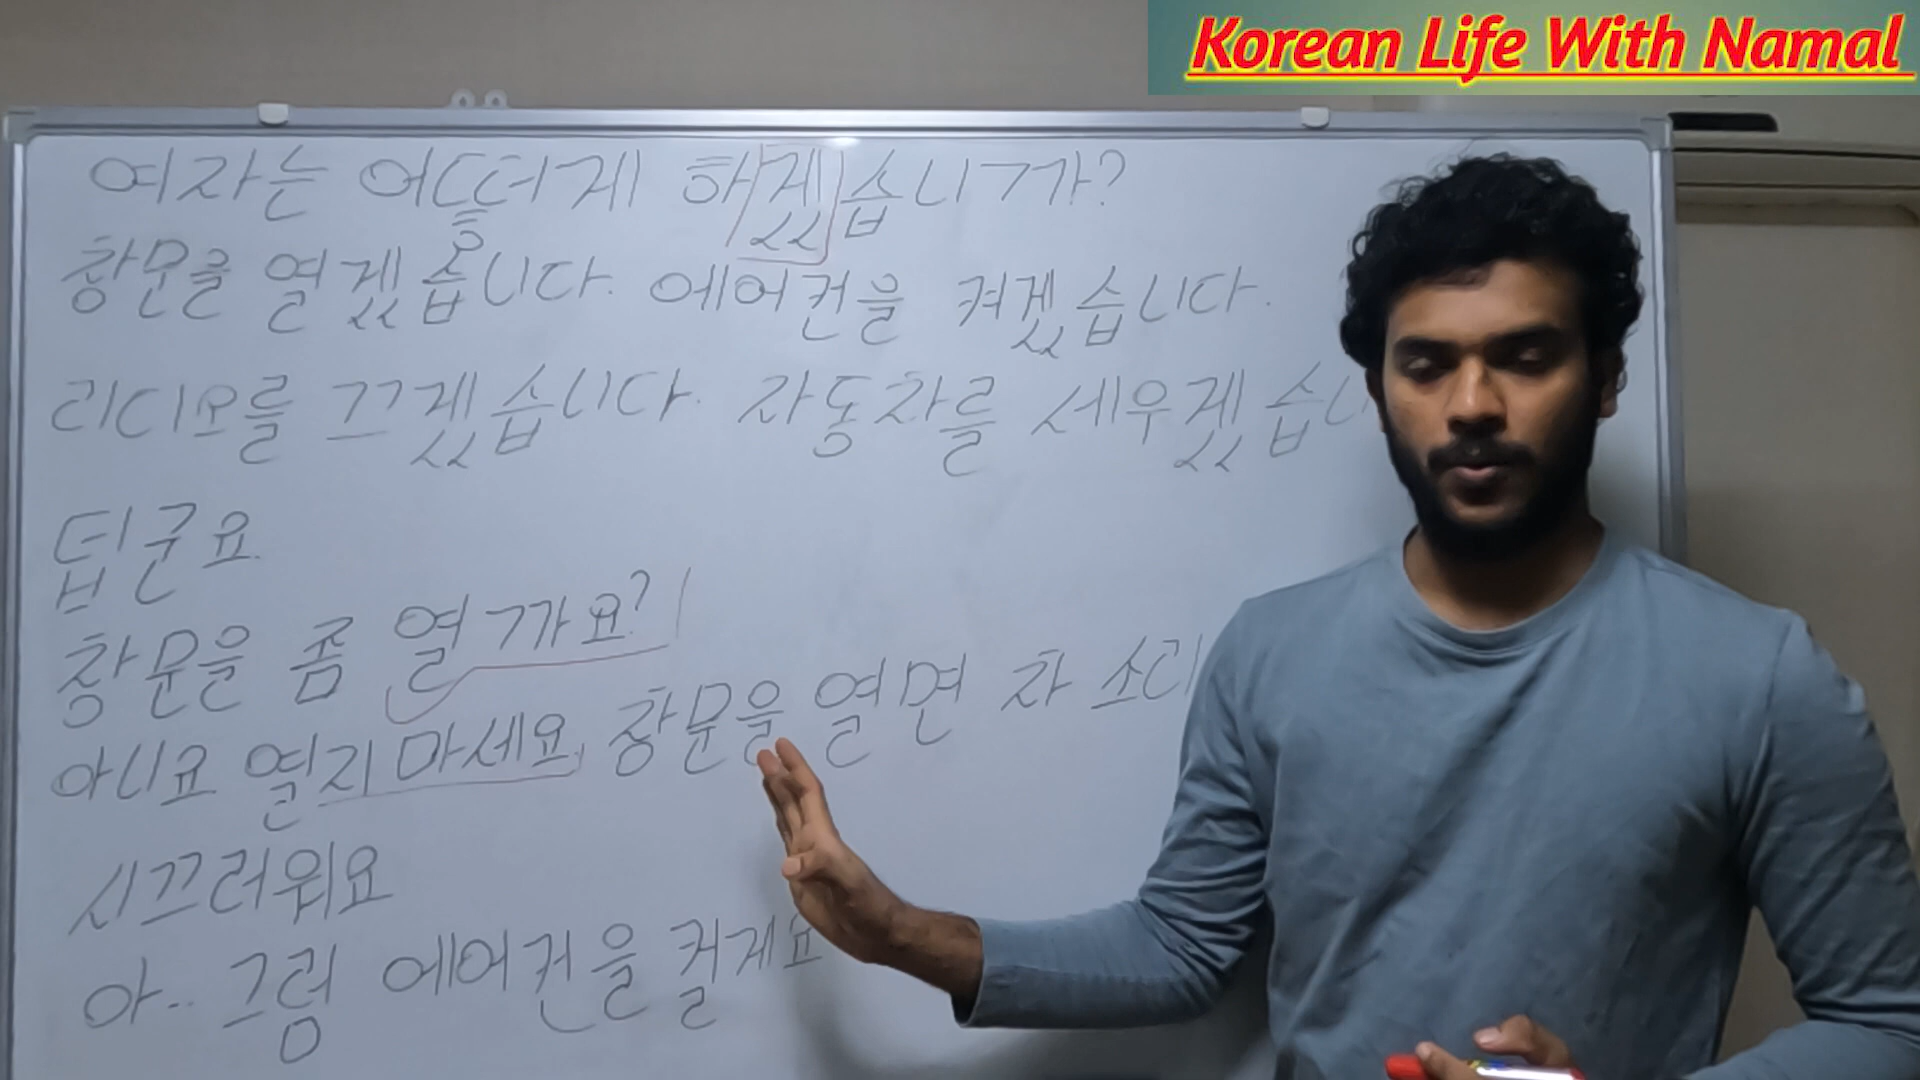 Korean Life With Namal
여자는 어떻게 하겠습니까?
창문을 열겠습니다. 에어컨을 켜겠습니다.
리디오를 끄겠습니다. 자동차를 세우겠습니
덥군요.
창문을 좀 열까요?
아니요 열지 마세요. 창문을 열면 차 소리
시끄러워요
아.. 그럼 에어컨을 켤게요